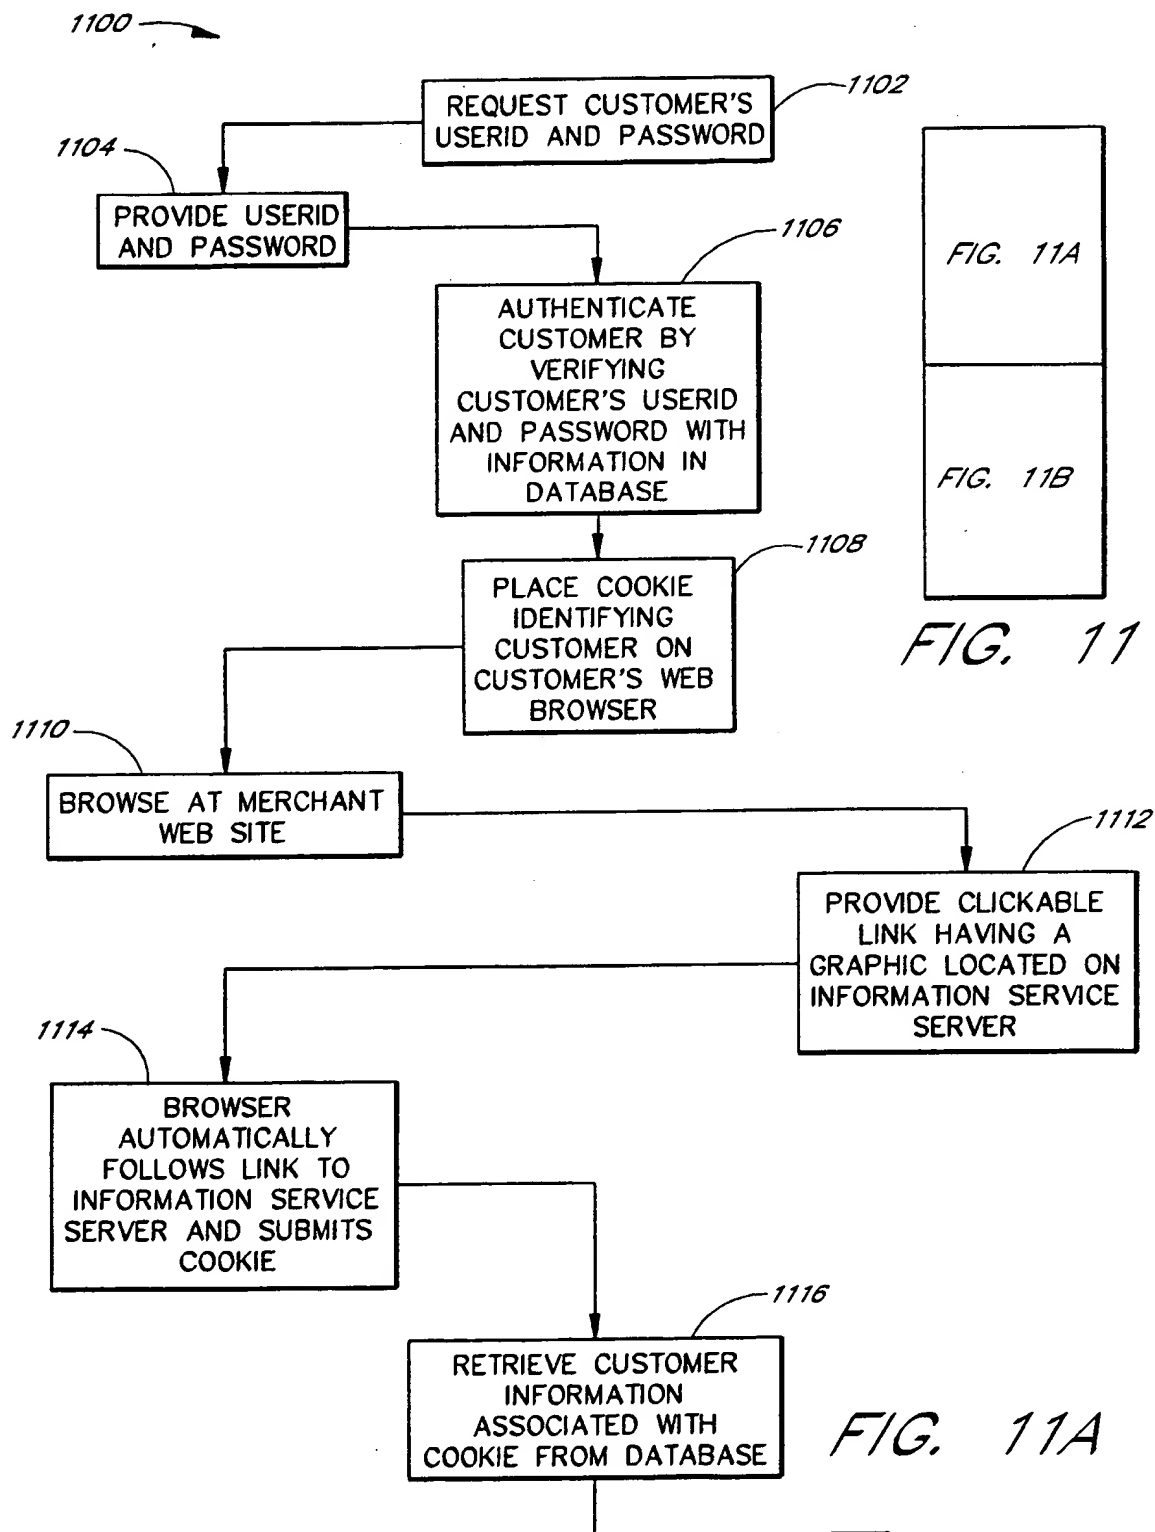 1100
REQUEST CUSTOMER'S
USERID AND PASSWORD
1102
1104
PROVIDE USERID
AND PASSWORD
1106
AUTHENTICATE
CUSTOMER BY
VERIFYING
CUSTOMER'S USERID
AND PASSWORD WITH
INFORMATION IN
DATABASE
FIG. 11A
FIG. 11B
FIG. 11
1108
PLACE COOKIE
IDENTIFYING
CUSTOMER ON
CUSTOMER'S WEB
BROWSER
1110
BROWSE AT MERCHANT
WEB SITE
1112
PROVIDE CLICKABLE
LINK HAVING A
GRAPHIC LOCATED ON
INFORMATION SERVICE
SERVER
1114
BROWSER
AUTOMATICALLY
FOLLOWS LINK TO
INFORMATION SERVICE
SERVER AND SUBMITS
COOKIE
1116
RETRIEVE CUSTOMER
INFORMATION
ASSOCIATED WITH
COOKIE FROM DATABASE
FIG. 11A